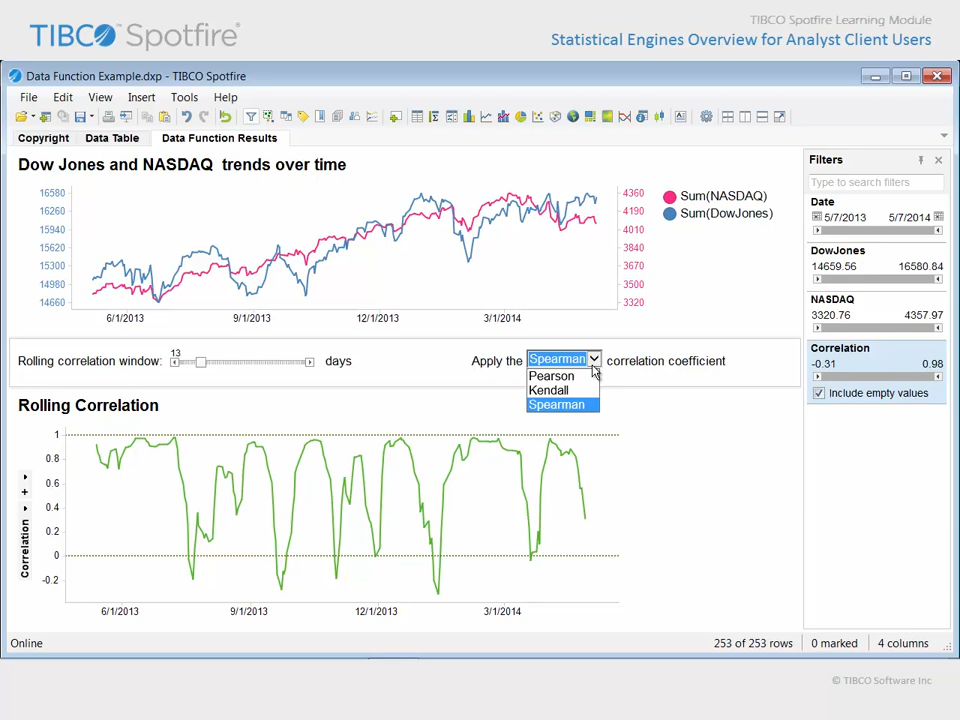 TIBCO Spotfire®
TIBCO Spotfire Learning Module
Statistical Engines Overview for Analyst Client Users
Data Function Example.dxp - TIBCO Spotfire
File Edit View Insert Tools Help
Copyright Data Table Data Function Results
Dow Jones and NASDAQ trends over time
16580
16260
15940
15620
15300
14980
14660
4360
4190
4010
3840
3670
3500
3320
6/1/2013 9/1/2013 12/1/2013 3/1/2014
Sum(NASDAQ)
Sum(DowJones)
Rolling correlation window: 13 days
Apply the Spearman correlation coefficient
Pearson
Kendall
Spearman
Rolling Correlation
1
0.8
0.6
0.4
0.2
0
-0.2
Correlation
+
6/1/2013 9/1/2013 12/1/2013 3/1/2014
Filters
Type to search filters
Date
5/7/2013 5/7/2014
DowJones
14659.56 16580.84
NASDAQ
3320.76 4357.97
Correlation
-0.31 0.98
Include empty values
Online 253 of 253 rows 0 marked 4 columns
© TIBCO Software Inc